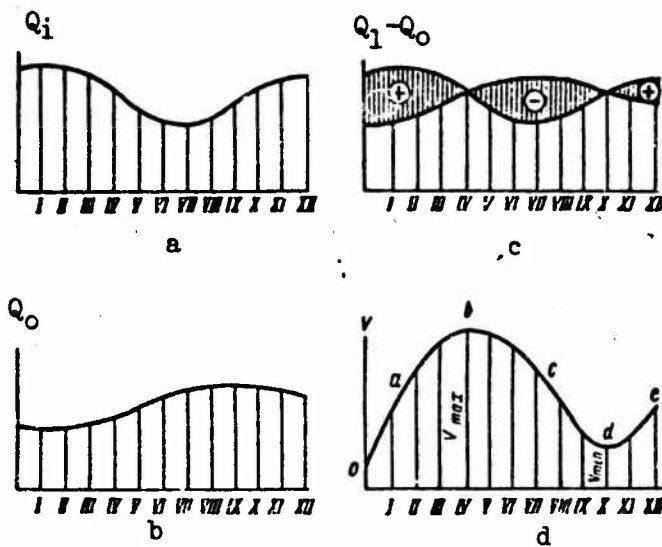 Qi
I II III IV V VI VII VIII IX X XI XII
a
Q1-Qo
+ - +
I II III IV V VI VII VIII IX X XI XII
c
Qo
I II III IV V VI VII VIII IX X XI XII
b
V
a b c d e
o
Vmax
Vmin
I II III IV V VI VII VIII IX X XI XII
d